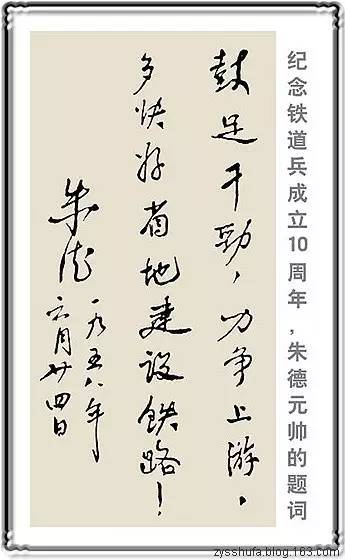 纪念铁道兵成立10周年，朱德元帅的题词
鼓足干勁，力争上游，
多快好省地建设铁路！
朱德
一九五八年
六月廿四日
zysshufa.blog.163.com